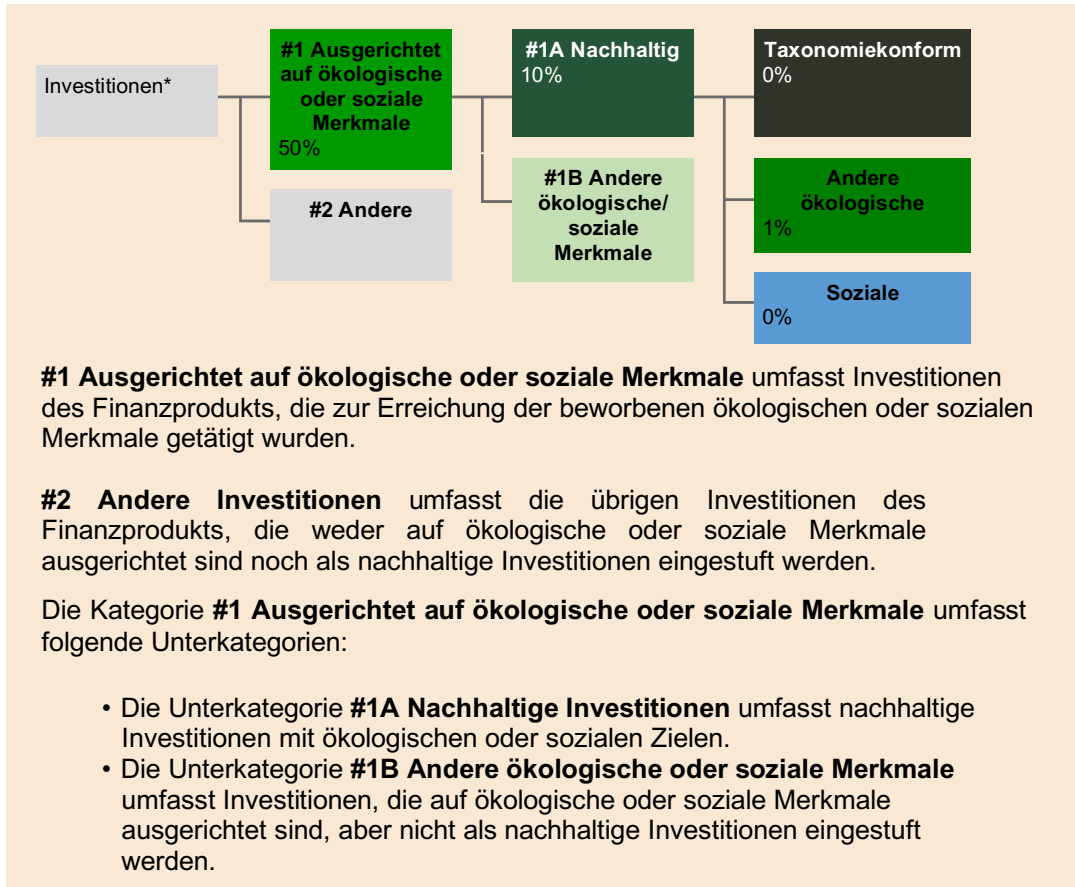 Investitionen*
#1 Ausgerichtet
auf ökologische
oder soziale
Merkmale
50%
#2 Andere
#1A Nachhaltig
10%
#1B Andere
ökologische/
soziale
Merkmale
Taxonomiekonform
0%
Andere
ökologische
1%
Soziale
0%
#1 Ausgerichtet auf ökologische oder soziale Merkmale umfasst Investitionen
des Finanzprodukts, die zur Erreichung der beworbenen ökologischen oder sozialen
Merkmale getätigt wurden.
#2 Andere Investitionen umfasst die übrigen Investitionen des
Finanzprodukts, die weder auf ökologische oder soziale Merkmale
ausgerichtet sind noch als nachhaltige Investitionen eingestuft werden.
Die Kategorie #1 Ausgerichtet auf ökologische oder soziale Merkmale umfasst
folgende Unterkategorien:
• Die Unterkategorie #1A Nachhaltige Investitionen umfasst nachhaltige
Investitionen mit ökologischen oder sozialen Zielen.
• Die Unterkategorie #1B Andere ökologische oder soziale Merkmale
umfasst Investitionen, die auf ökologische oder soziale Merkmale
ausgerichtet sind, aber nicht als nachhaltige Investitionen eingestuft
werden.